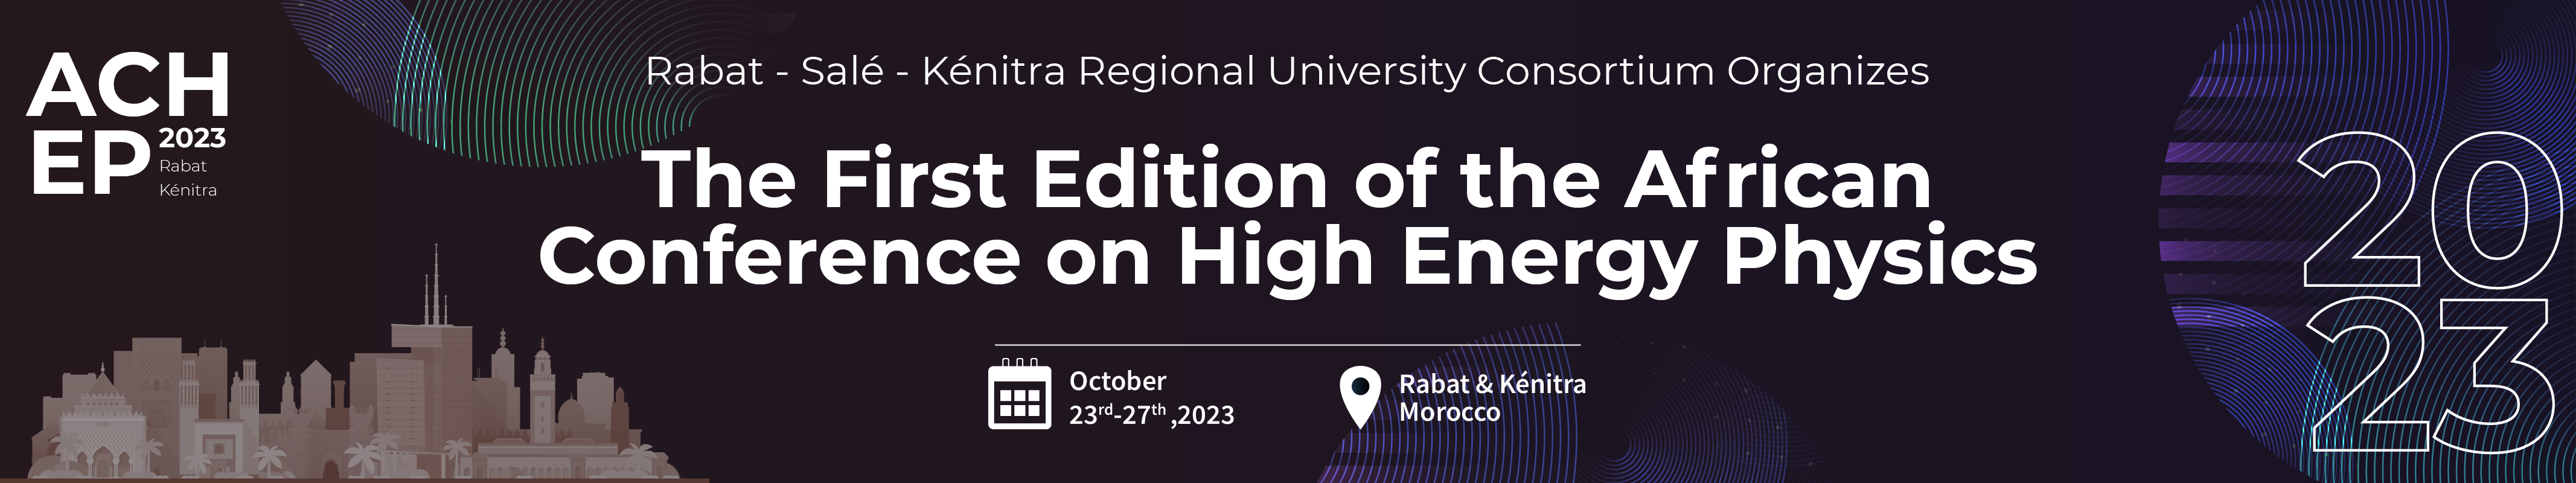 ACH
EP
2023
Rabat
Kénitra
Rabat - Salé - Kénitra Regional University Consortium Organizes
The First Edition of the African
Conference on High Energy Physics
October
23rd-27th ,2023
Rabat & Kénitra
Morocco
20
23